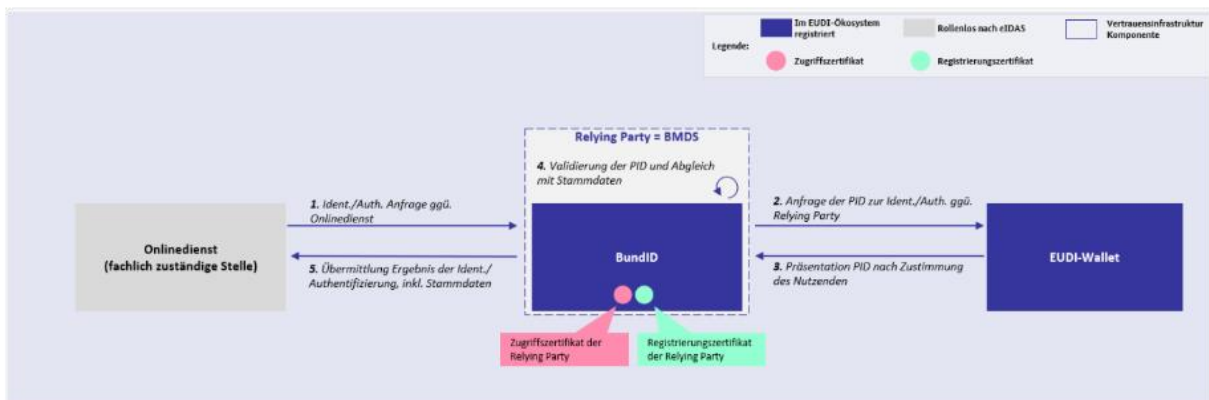 Legende:
Im EUDI-Ökosystem
registriert
Rollenlos nach eIDAS
Vertrauensinfrastruktur
Komponente
Zugriffszertifikat
Registrierungszertifikat
Relying Party = BMDS
4. Validierung der PID und Abgleich
mit Stammdaten
1. Ident./Auth. Anfrage ggü.
Onlinedienst
2. Anfrage der PID zur Ident./Auth. ggü.
Relying Party
Onlinedienst
(fachlich zuständige Stelle)
BundID
EUDI-Wallet
5. Übermittlung Ergebnis der Ident./
Authentifizierung, inkl. Stammdaten
3. Präsentation PID nach Zustimmung
des Nutzenden
Zugriffszertifikat der
Relying Party
Registrierungszertifikat
der Relying Party